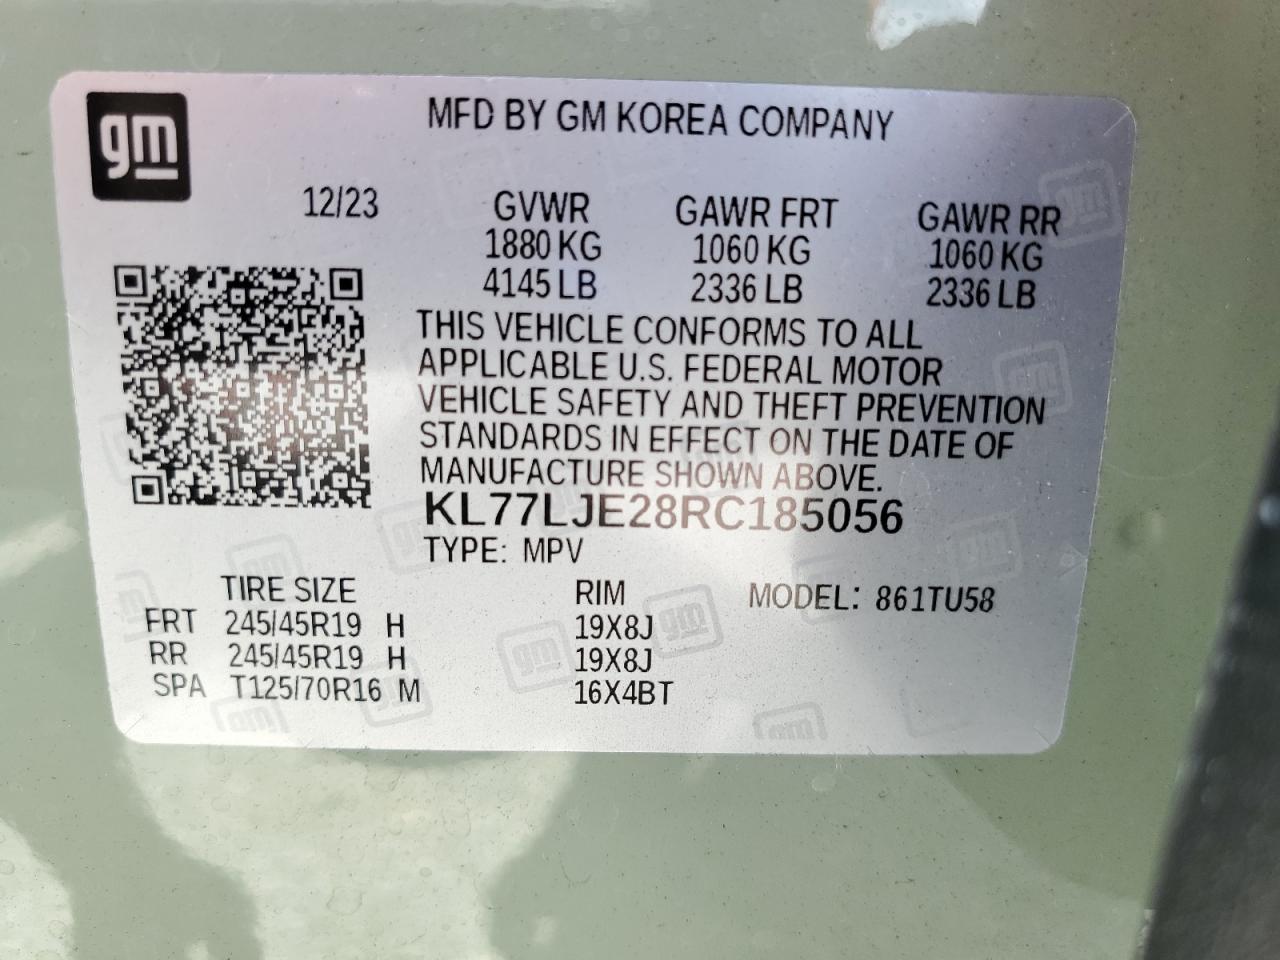 gm
MFD BY GM KOREA COMPANY
12/23 GVWR GAWR FRT GAWR RR
1880 KG 1060 KG 1060 KG
4145 LB 2336 LB 2336 LB
THIS VEHICLE CONFORMS TO ALL
APPLICABLE U.S. FEDERAL MOTOR
VEHICLE SAFETY AND THEFT PREVENTION
STANDARDS IN EFFECT ON THE DATE OF
MANUFACTURE SHOWN ABOVE.
KL77LJE28RC185056
TYPE: MPV
TIRE SIZE RIM MODEL: 861TU58
FRT 245/45R19 H 19X8J
RR 245/45R19 H 19X8J
SPA T125/70R16 M 16X4BT